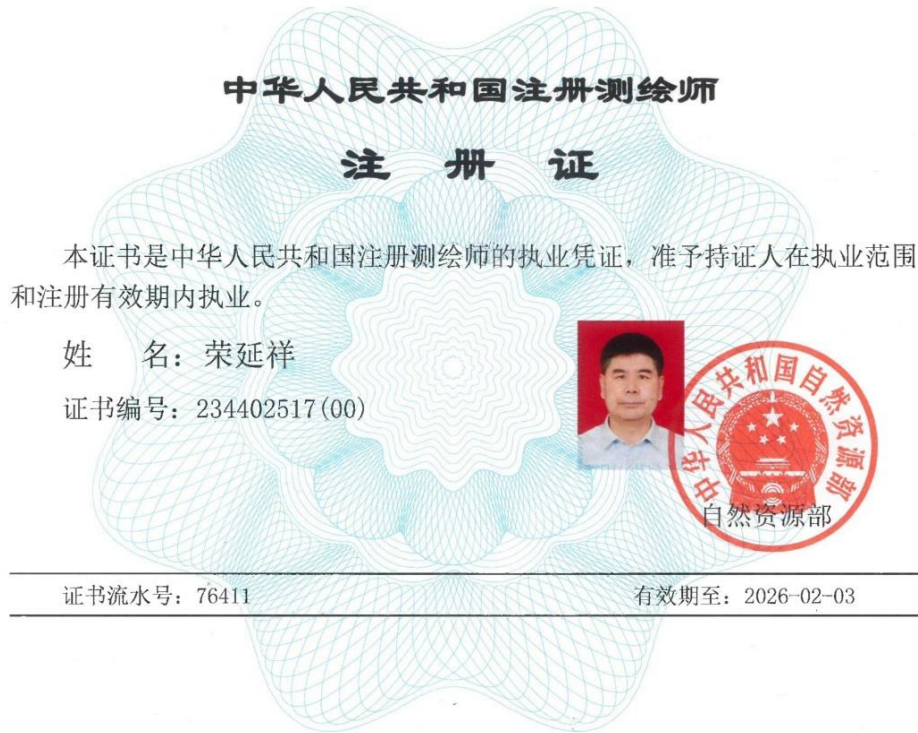 中华人民共和国注册测绘师
注 册 证
本证书是中华人民共和国注册测绘师的执业凭证，准予持证人在执业范围
和注册有效期内执业。
姓 名：荣延祥
证书编号：234402517(00)
中华人民共和国自然资源部
自然资源部
证书流水号：76411
有效期至：2026-02-03